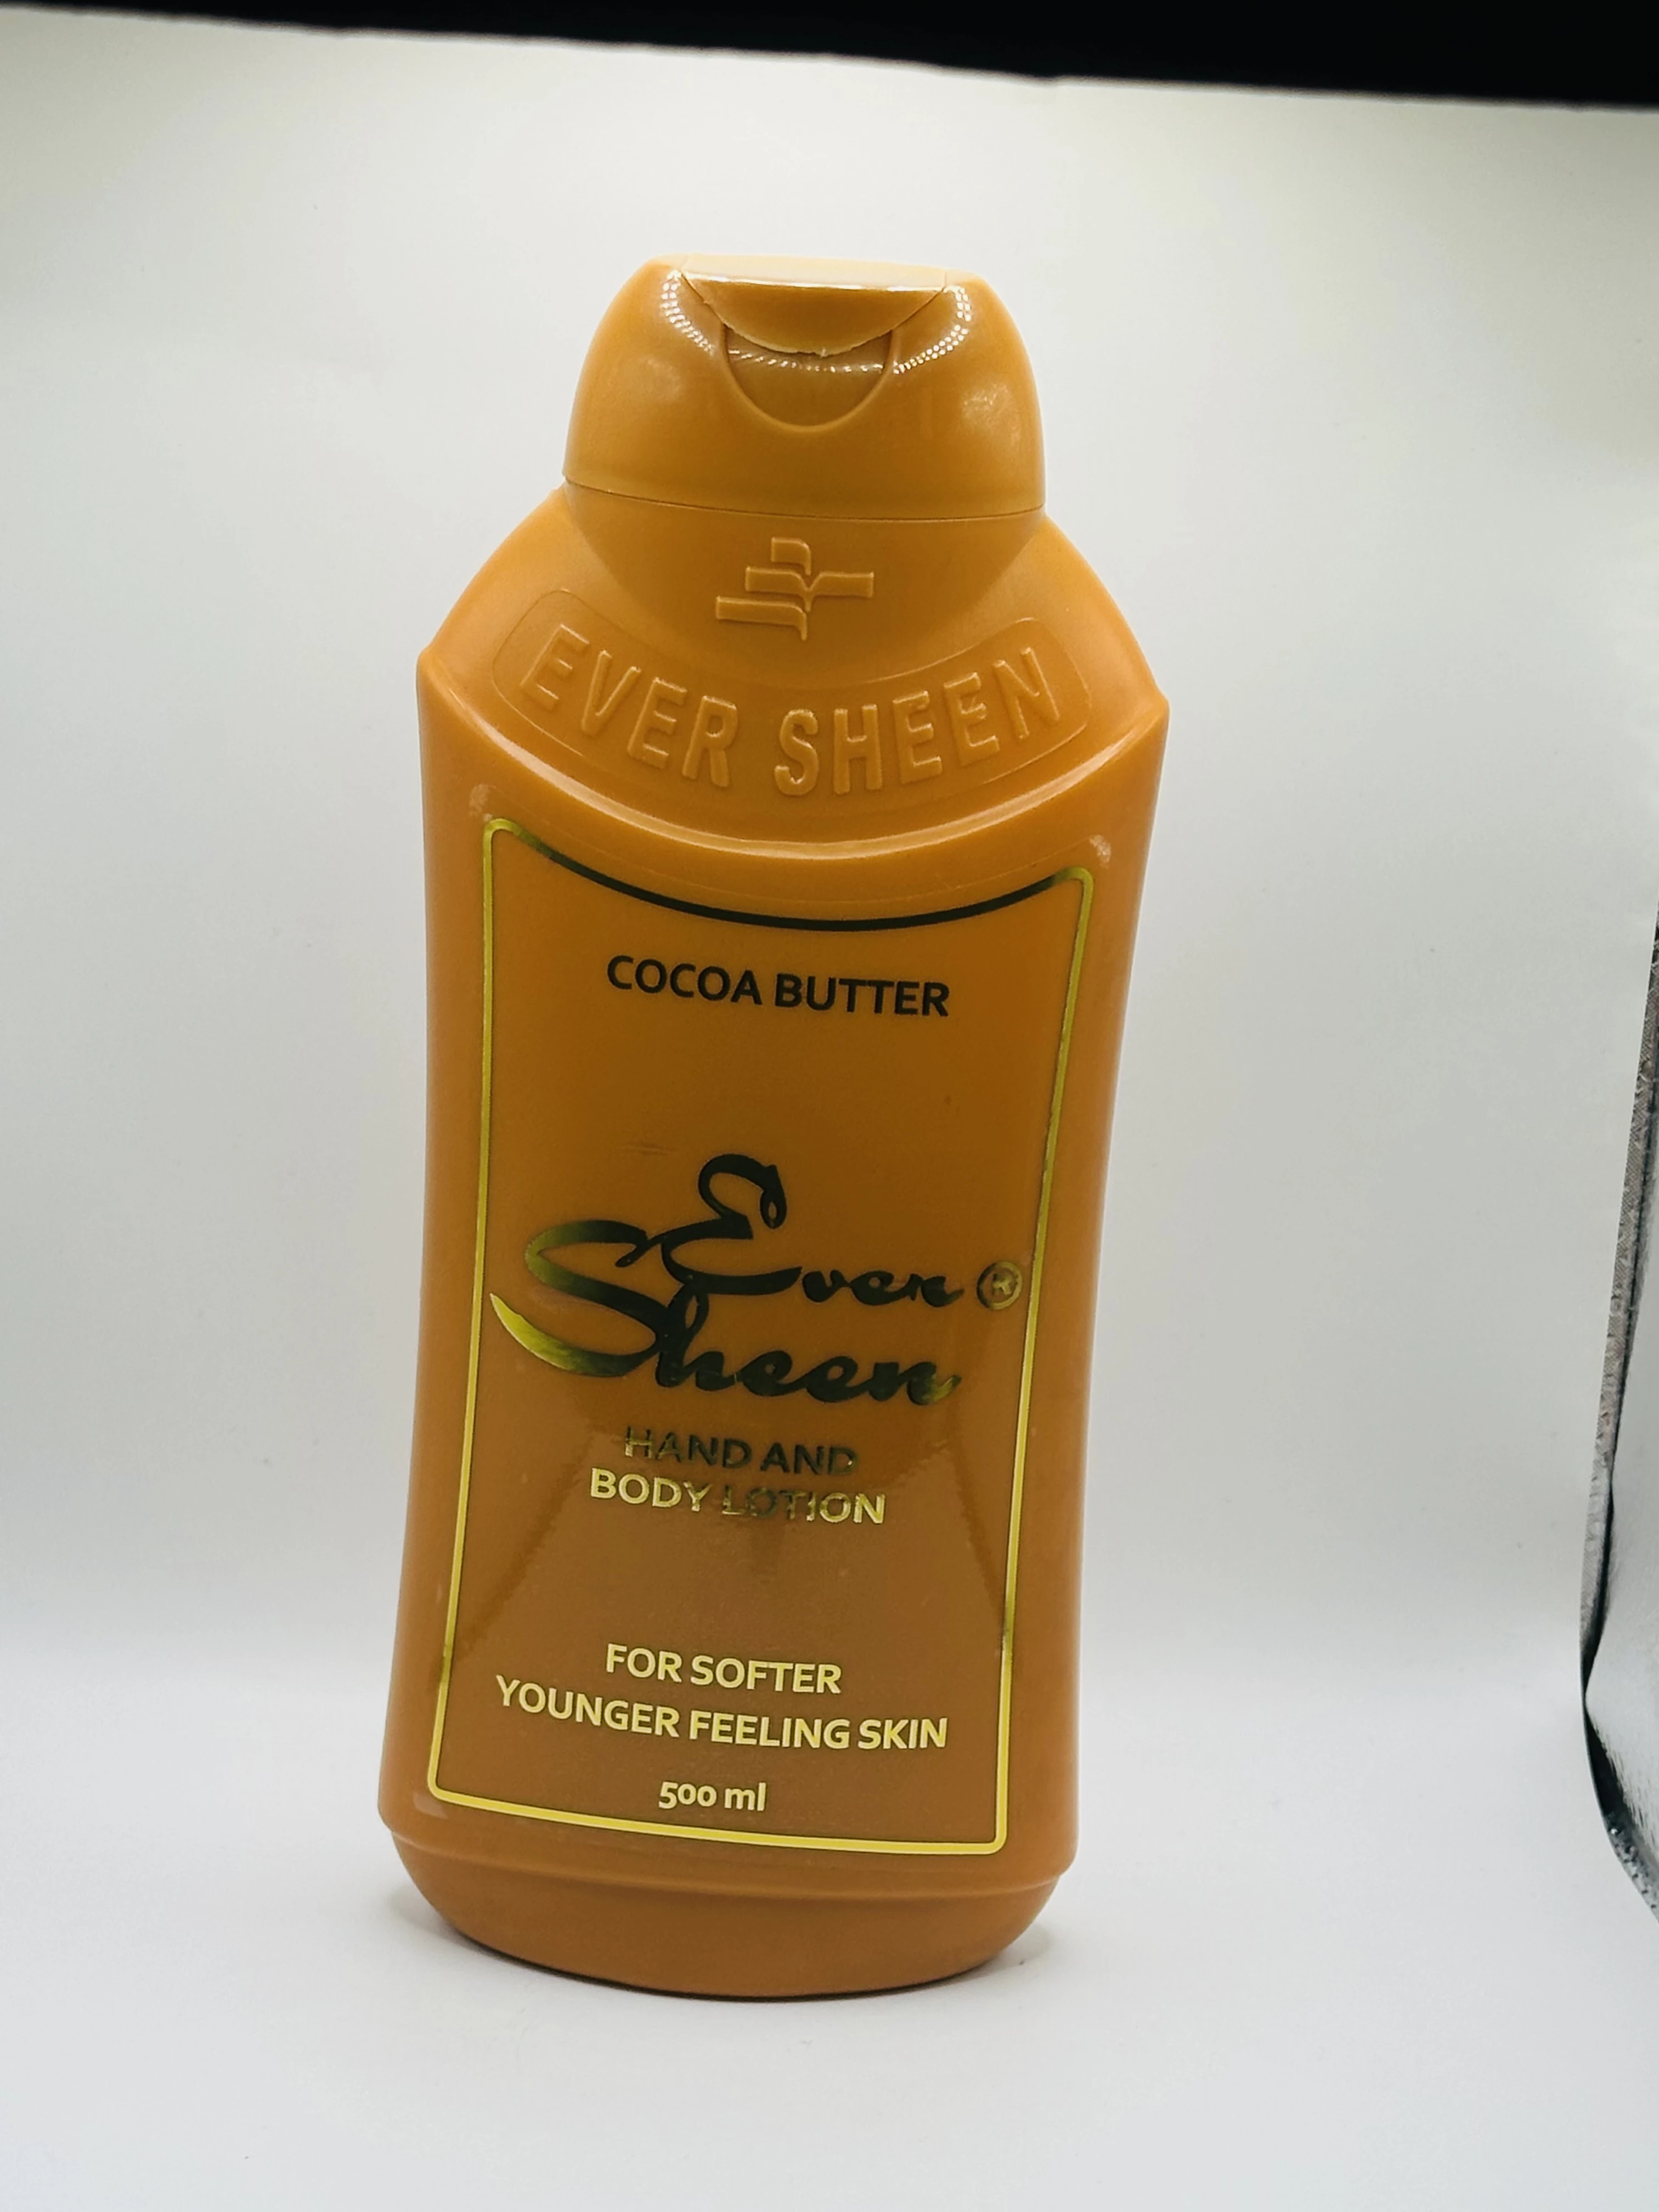 EVER SHEEN
COCOA BUTTER
Ever ®
Sheen
HAND AND
BODY LOTION
FOR SOFTER
YOUNGER FEELING SKIN
500 ml